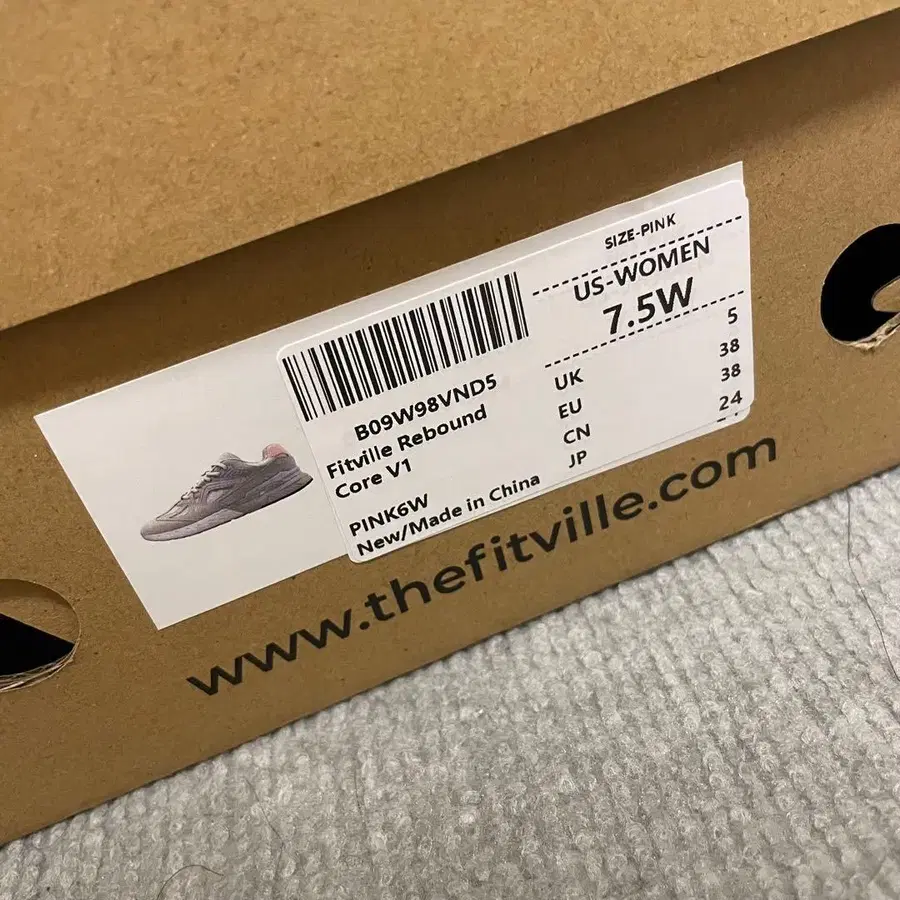 SIZE-PINK
US-WOMEN
7.5W
UK 5
EU 38
CN 38
JP 24
B09W98VND5
Fitville Rebound
Core V1
PINK6W
New/Made in China
www.thefitville.com